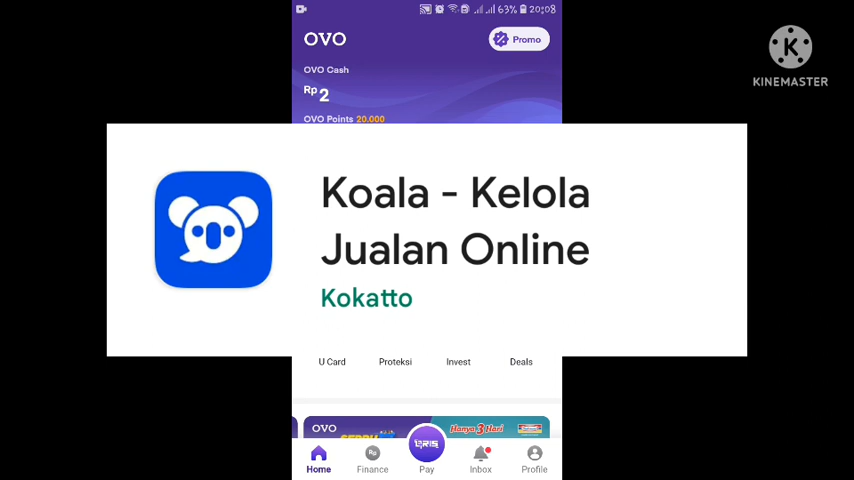 63% 20:08
OVO
Promo
KINEMASTER
OVO Cash
Rp 2
OVO Points 20.000
Koala - Kelola
Jualan Online
Kokatto
U Card Proteksi Invest Deals
OVO
Hanya 3 Hari
QRIS
Home Finance Pay Inbox Profile